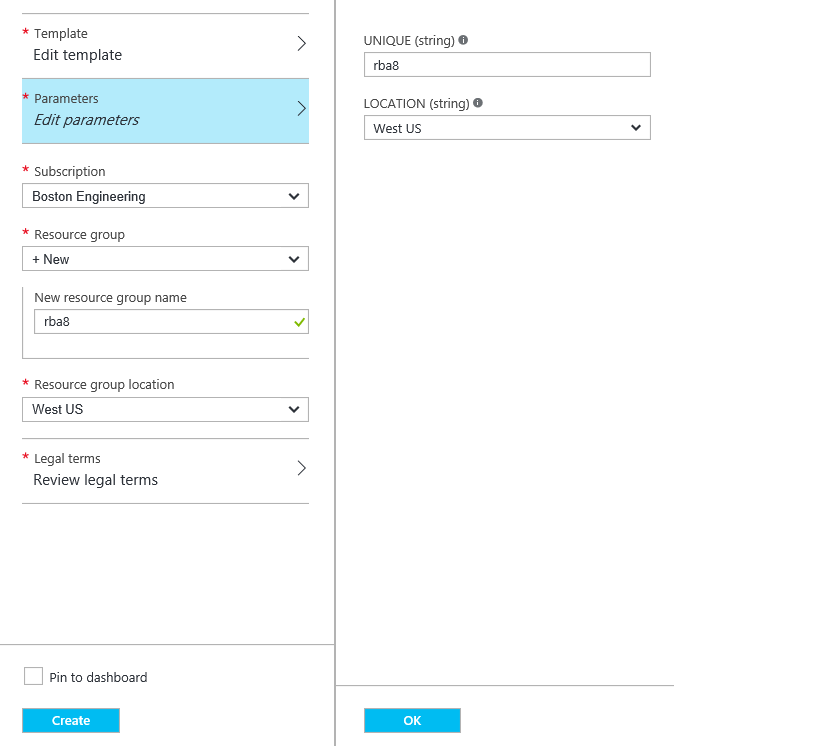 * Template
Edit template
* Parameters
Edit parameters
* Subscription
Boston Engineering
* Resource group
+ New
New resource group name
rba8
* Resource group location
West US
* Legal terms
Review legal terms
Pin to dashboard
Create
UNIQUE (string)
rba8
LOCATION (string)
West US
OK